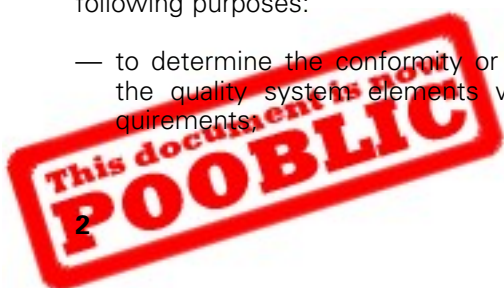 following purposes:
— to determine the conformity or
the quality system elements w
quirements;
This document is now
POOBLIC
2